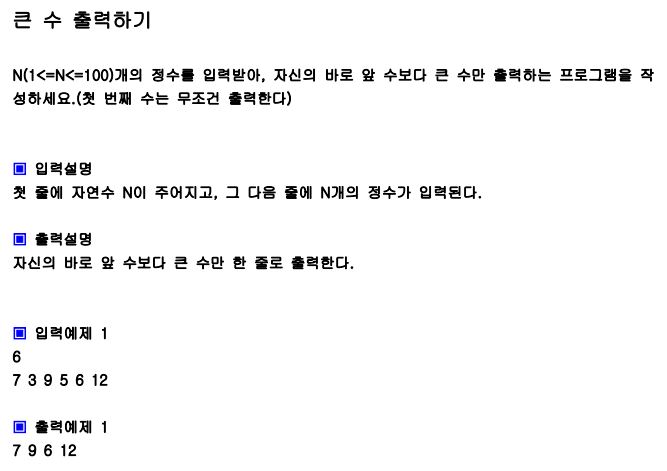 큰 수 출력하기
N(1<=N<=100)개의 정수를 입력받아, 자신의 바로 앞 수보다 큰 수만 출력하는 프로그램을 작
성하세요.(첫 번째 수는 무조건 출력한다)
▣ 입력설명
첫 줄에 자연수 N이 주어지고, 그 다음 줄에 N개의 정수가 입력된다.
▣ 출력설명
자신의 바로 앞 수보다 큰 수만 한 줄로 출력한다.
▣ 입력예제 1
6
7 3 9 5 6 12
▣ 출력예제 1
7 9 6 12